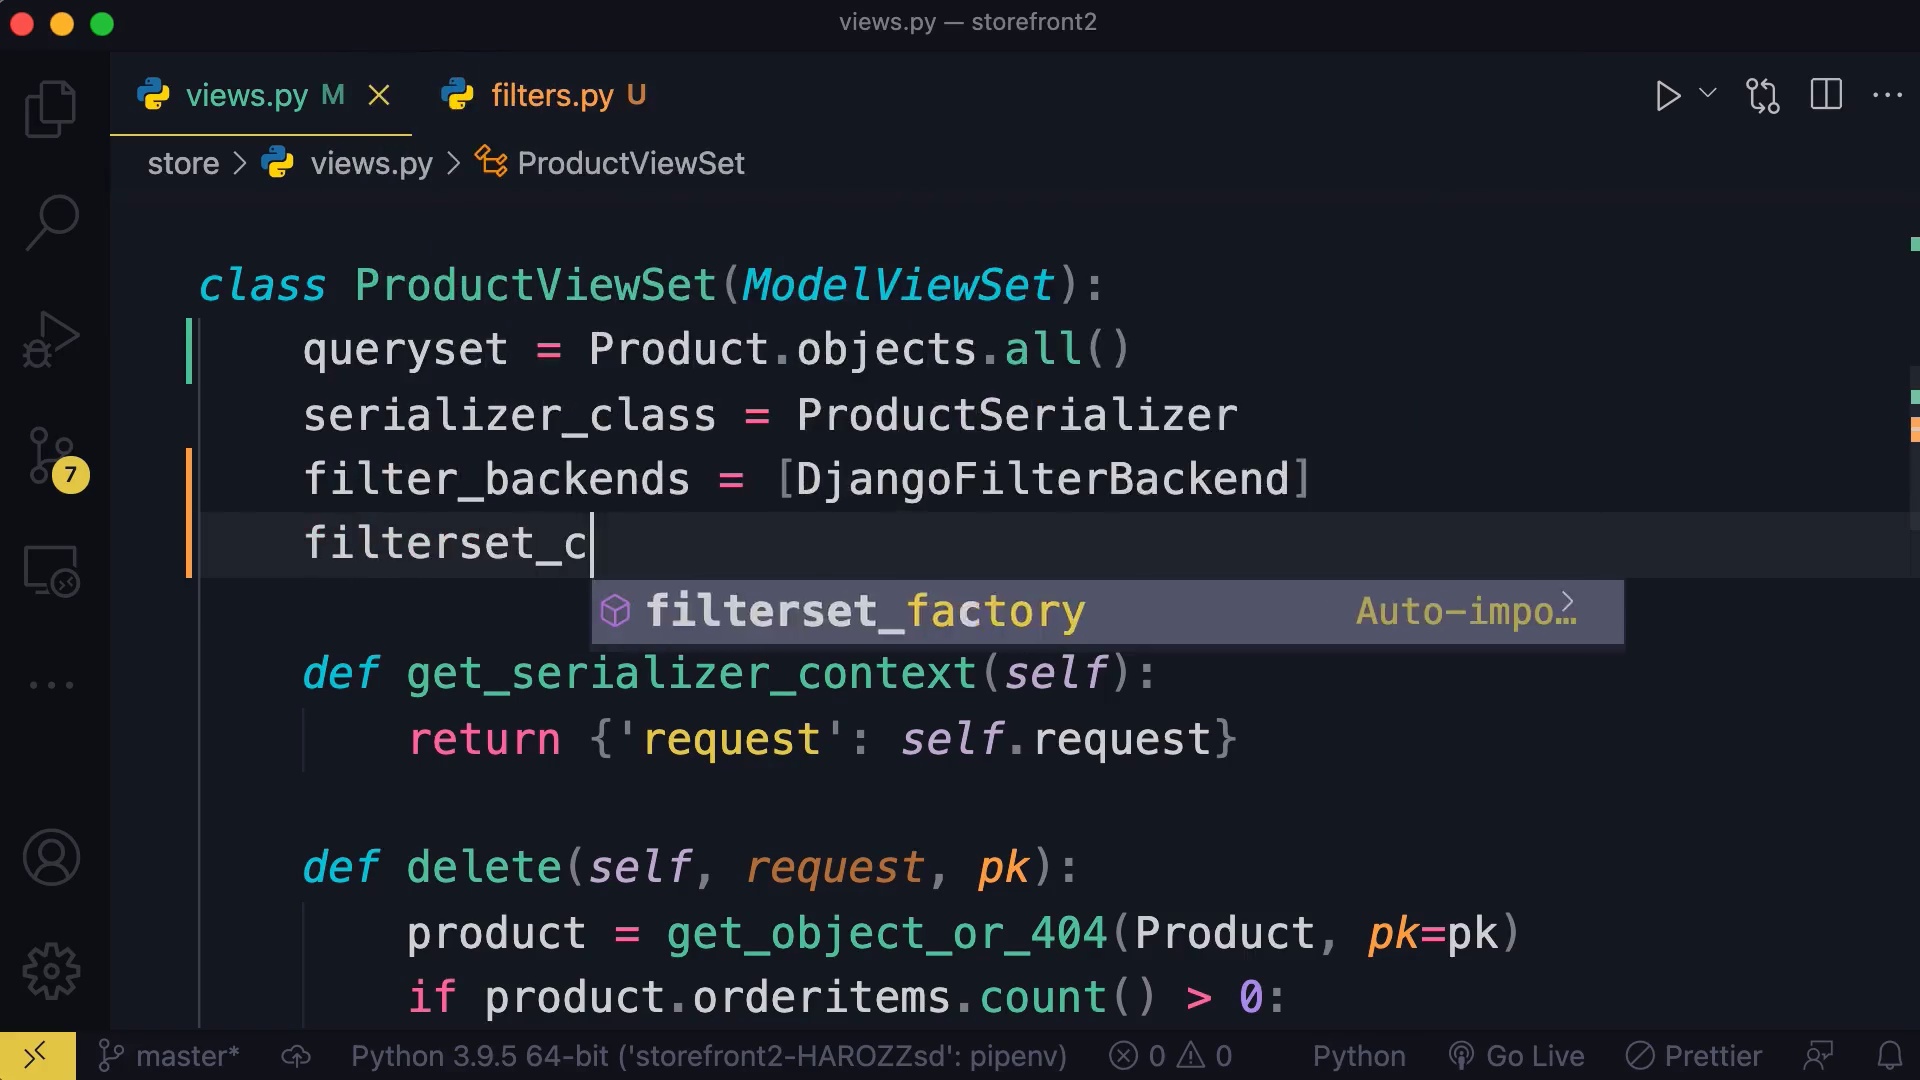 views.py — storefront2
views.py M filters.py U
store > views.py > ProductViewSet
class ProductViewSet(ModelViewSet):
queryset = Product.objects.all()
serializer_class = ProductSerializer
filter_backends = [DjangoFilterBackend]
filterset_c
filterset_factory Auto-impo…
def get_serializer_context(self):
return {'request': self.request}
def delete(self, request, pk):
product = get_object_or_404(Product, pk=pk)
if product.orderitems.count() > 0:
7
master* Python 3.9.5 64-bit ('storefront2-HAROZZsd': pipenv) 0 0 Python Go Live Prettier